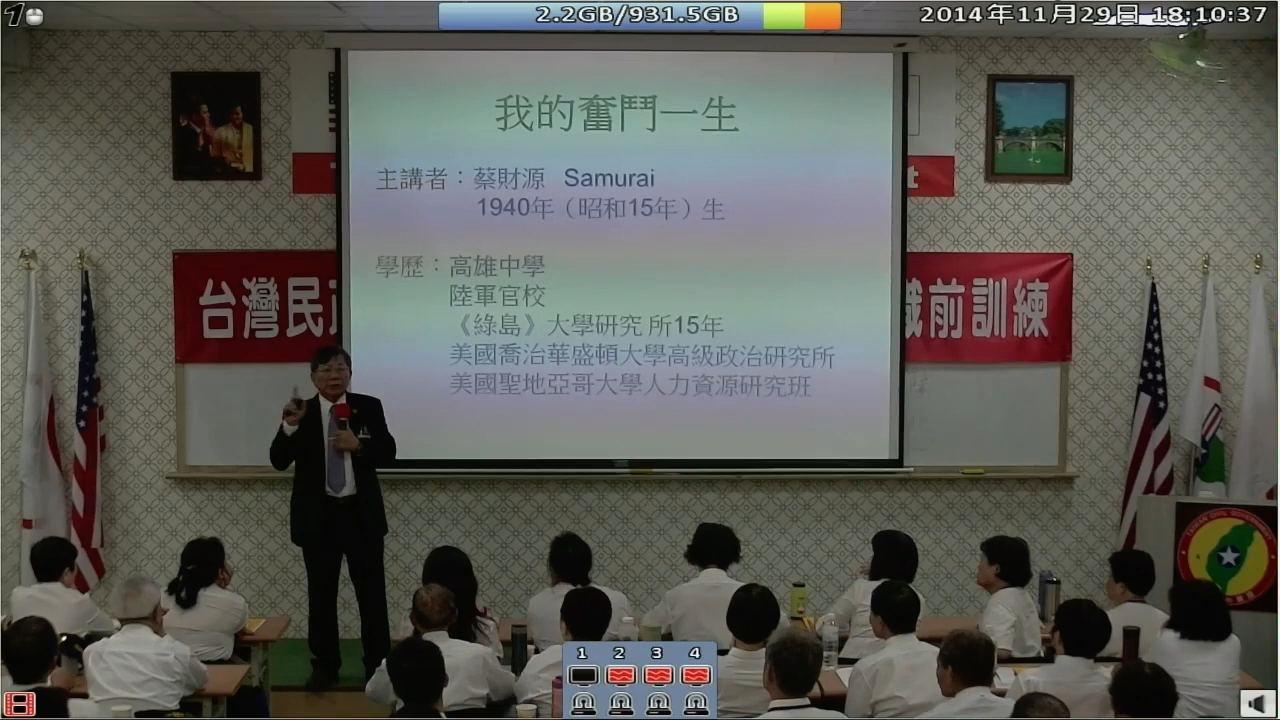 1
2.2GB/931.5GB
2014年11月29日 18:10:37
我的奮鬥一生
主講者：蔡財源 Samurai
1940年（昭和15年）生
學歷：高雄中學
陸軍官校
《綠島》大學研究 所15年
美國喬治華盛頓大學高級政治研究所
美國聖地亞哥大學人力資源研究班
t
台灣民
前訓練
TAIWAN CIVIL GOVERNMENT
1 2 3 4